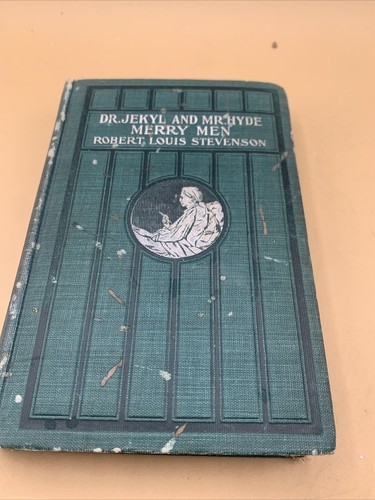 DR. JEKYL AND MR. HYDE
MERRY MEN
ROBERT LOUIS STEVENSON